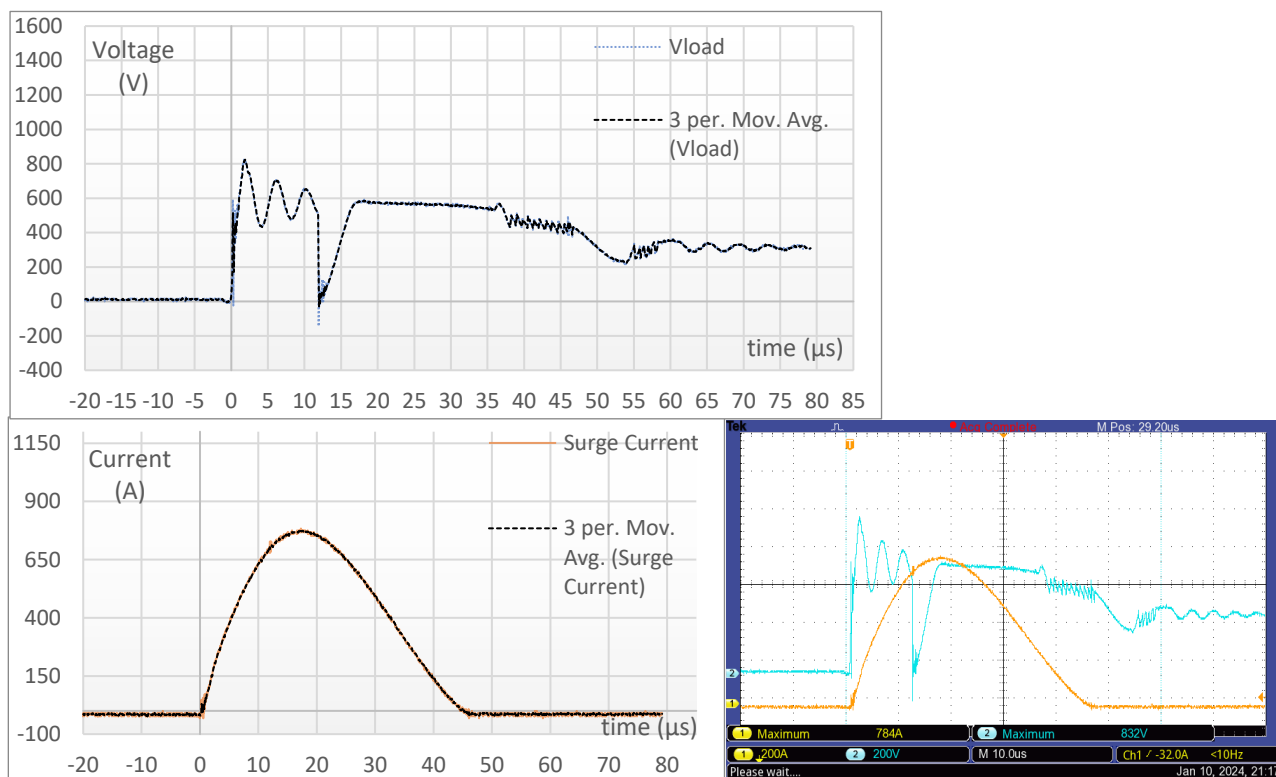 1600
1400
1200
1000
800
600
400
200
0
-200
-400
Voltage
(V)
Vload
3 per. Mov. Avg.
(Vload)
time (µs)
-20 -15 -10 -5 0 5 10 15 20 25 30 35 40 45 50 55 60 65 70 75 80 85
1150
900
650
400
150
-100
Current
(A)
Surge Current
3 per. Mov.
Avg. (Surge
Current)
time (µs)
-20 -10 0 10 20 30 40 50 60 70 80
Tek
Acq Complete
M Pos: 29.20us
T
2
1
1 Maximum 784A
2 Maximum 832V
1 200A
2 200V
M 10.0us
Ch1 / -32.0A
<10Hz
Please wait....
Jan 10, 2024, 21:1